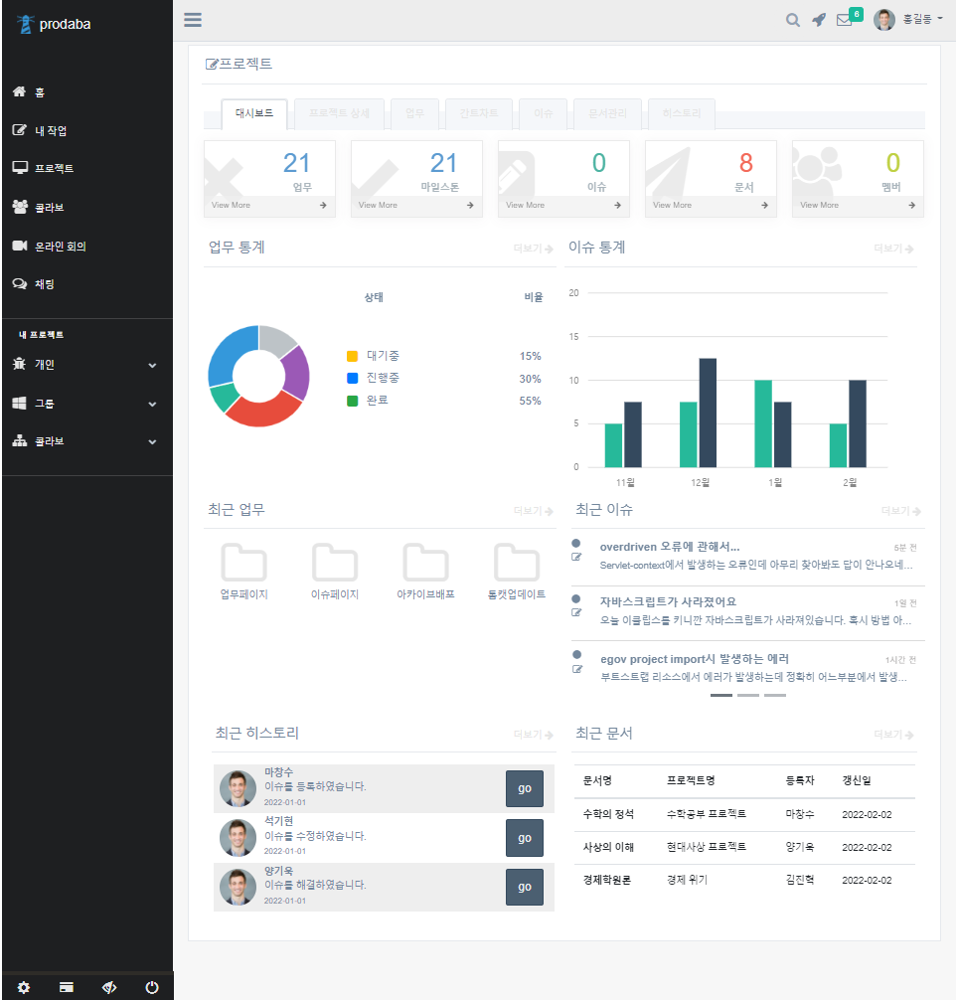 prodaba
6
홍길동
홈
내 작업
프로젝트
콜라보
온라인 회의
채팅
내 프로젝트
개인
그룹
콜라보
프로젝트
대시보드 프로젝트 상세 업무 간트차트 이슈 문서관리 히스토리
21
업무
View More
21
마일스톤
View More
0
이슈
View More
8
문서
View More
0
멤버
View More
업무 통계 더보기
상태 비율
대기중 15%
진행중 30%
완료 55%
이슈 통계 더보기
20
15
10
5
0
11월 12월 1월 2월
최근 업무 더보기
업무페이지 이슈페이지 아카이브배포 톰캣업데이트
최근 이슈 더보기
overdriven 오류에 관해서... 5분 전
Servlet-context에서 발생하는 오류인데 아무리 찾아봐도 답이 안나오네...
자바스크립트가 사라졌어요 1일 전
오늘 이클립스를 키니깐 자바스크립트가 사라져있습니다. 혹시 방법 아...
egov project import시 발생하는 에러 1시간 전
부트스트랩 리소스에서 에러가 발생하는데 정확히 어느부분에서 발생...
최근 히스토리 더보기
마창수
이슈를 등록하였습니다.
2022-01-01
go
석기현
이슈를 수정하였습니다.
2022-01-01
go
양기욱
이슈를 해결하였습니다.
2022-01-01
go
최근 문서 더보기
문서명 프로젝트명 등록자 갱신일
수학의 정석 수학공부 프로젝트 마창수 2022-02-02
사상의 이해 현대사상 프로젝트 양기욱 2022-02-02
경제학원론 경제 위기 김진혁 2022-02-02